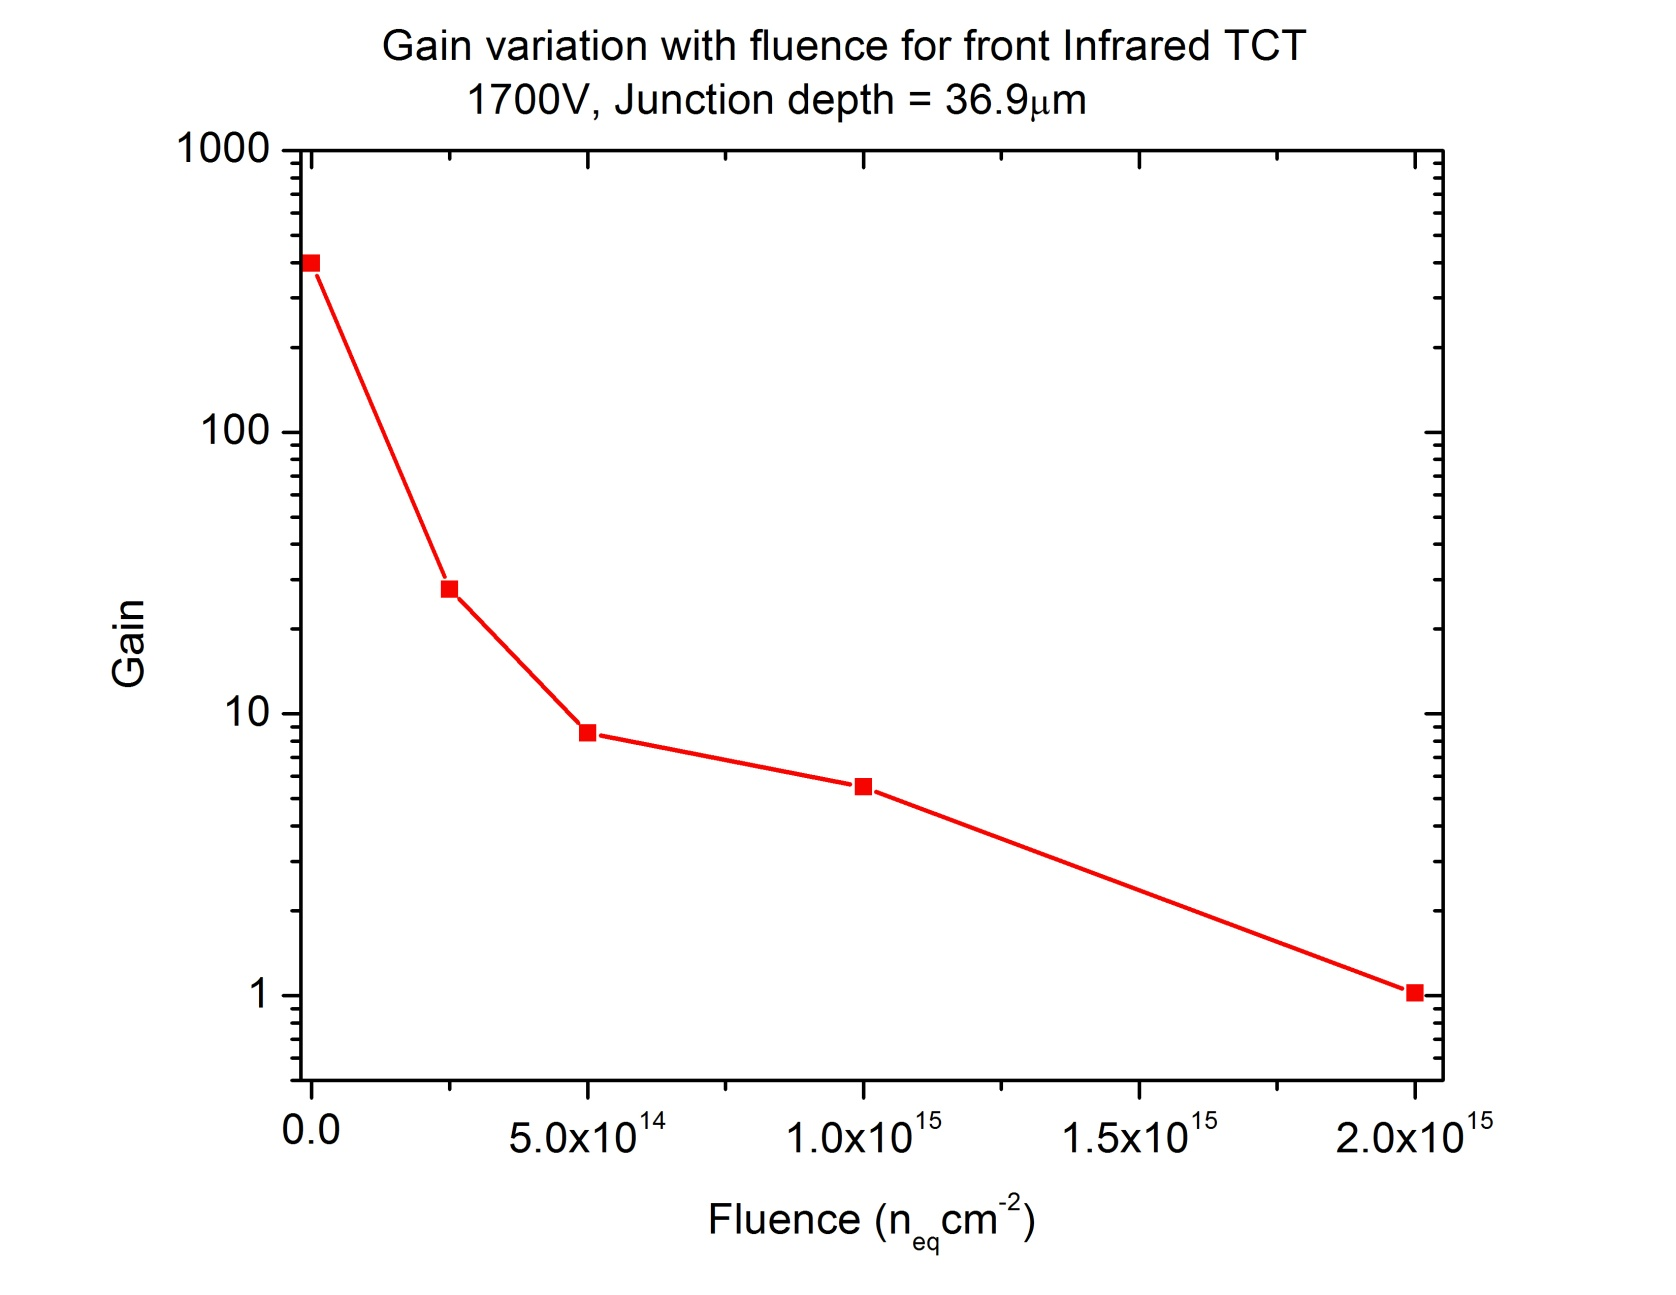 Gain variation with fluence for front Infrared TCT
1700V, Junction depth = 36.9μm
1000
100
10
1
Gain
0.0
5.0x10^14
1.0x10^15
1.5x10^15
2.0x10^15
Fluence (n_eq cm^-2)